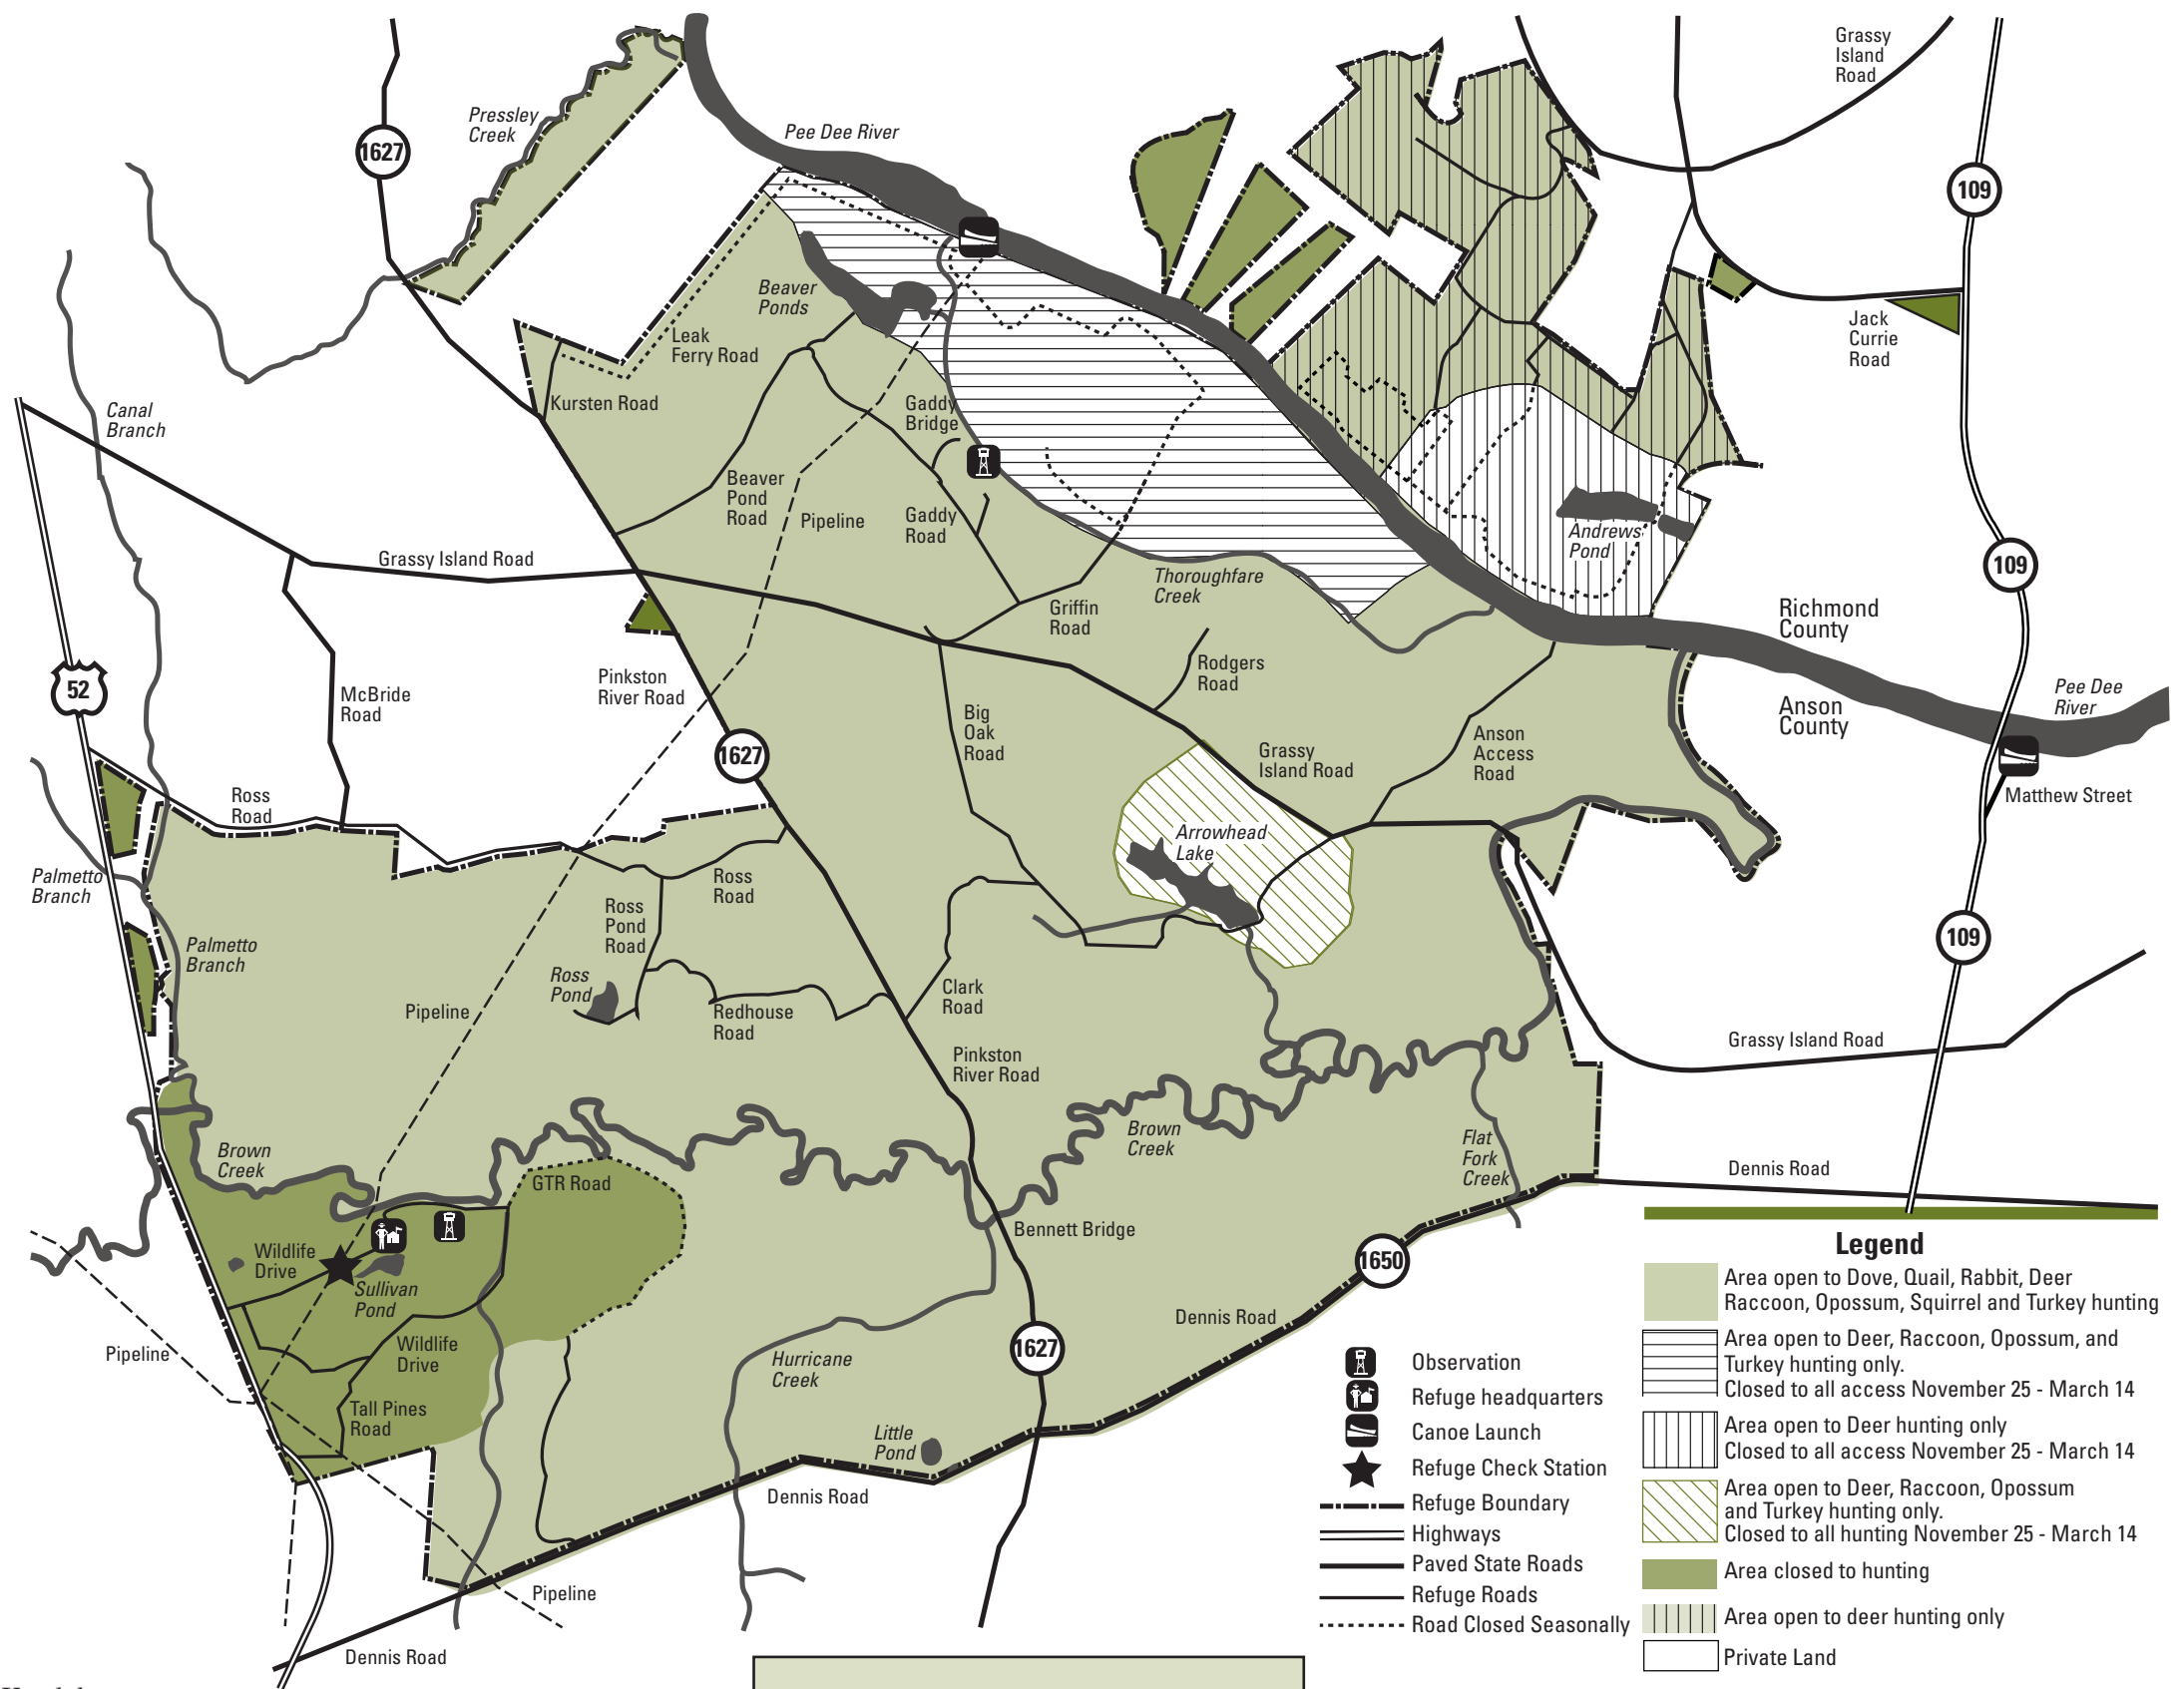 Grassy
Island
Road
Pressley
Creek
Pee Dee River
1627
109
Beaver
Ponds
Leak
Ferry Road
Jack
Currie
Road
Kursten Road
Canal
Branch
Gaddy
Bridge
Beaver
Pond
Road
Pipeline
Gaddy
Road
Andrews
Pond
Grassy Island Road
109
Thoroughfare
Creek
Griffin
Road
Richmond
County
52
McBride
Road
Pinkston
River Road
Rodgers
Road
Pee Dee
River
Anson
County
Big
Oak
Road
1627
Grassy
Island Road
Anson
Access
Road
Ross
Road
Matthew Street
Arrowhead
Lake
Palmetto
Branch
Ross
Road
Ross
Pond
Road
Palmetto
Branch
109
Ross
Pond
Clark
Road
Pipeline
Redhouse
Road
Grassy Island Road
Pinkston
River Road
Brown
Creek
Brown
Creek
Flat
Fork
Creek
GTR Road
Dennis Road
Bennett Bridge
Wildlife
Drive
Sullivan
Pond
1650
Dennis Road
Pipeline
Wildlife
Drive
1627
Hurricane
Creek
Tall Pines
Road
Little
Pond
Dennis Road
Pipeline
Dennis Road
Legend
Area open to Dove, Quail, Rabbit, Deer
Raccoon, Opossum, Squirrel and Turkey hunting
Area open to Deer, Raccoon, Opossum, and
Turkey hunting only.
Closed to all access November 25 - March 14
Area open to Deer hunting only
Closed to all access November 25 - March 14
Area open to Deer, Raccoon, Opossum
and Turkey hunting only.
Closed to all hunting November 25 - March 14
Area closed to hunting
Area open to deer hunting only
Private Land
Observation
Refuge headquarters
Canoe Launch
Refuge Check Station
Refuge Boundary
Highways
Paved State Roads
Refuge Roads
Road Closed Seasonally